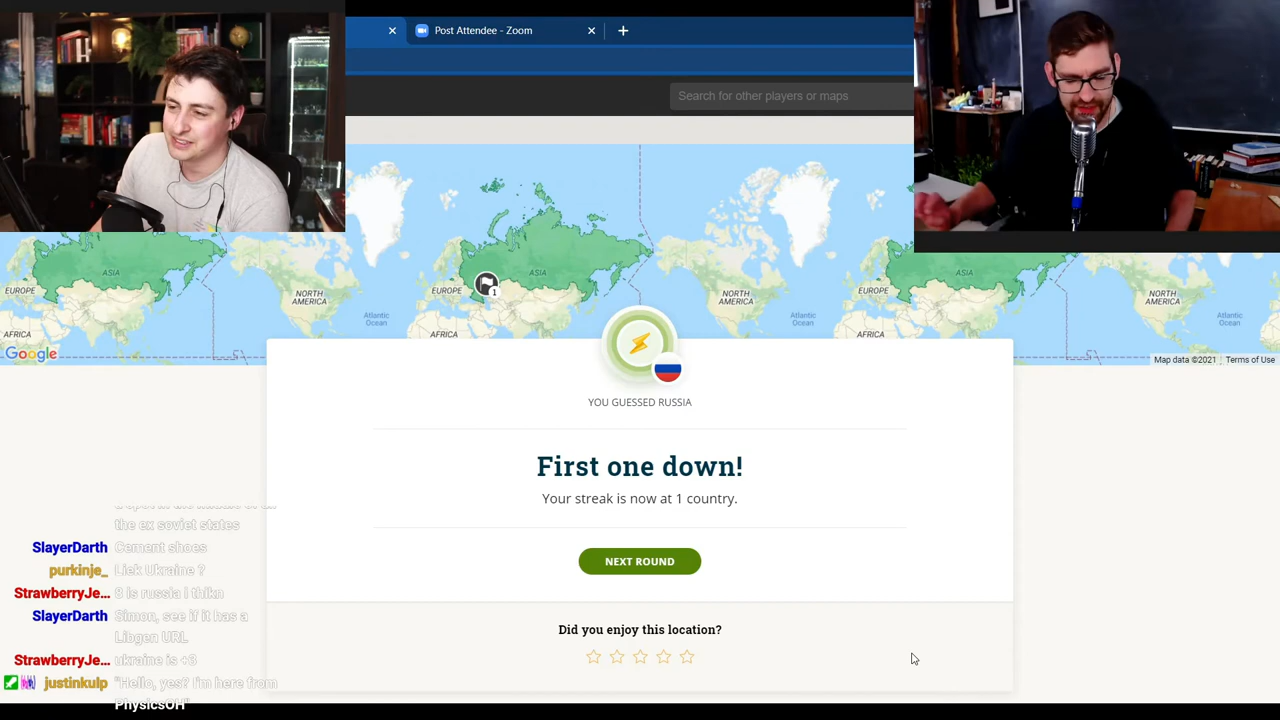 Post Attendee - Zoom
Search for other players or maps
EUROPE
ASIA
AFRICA
NORTH
AMERICA
Atlantic
Ocean
EUROPE
ASIA
AFRICA
NORTH
AMERICA
Atlantic
Ocean
EUROPE
ASIA
AFRICA
NORTH
AMERICA
Atlantic
Ocean
1
Google
Map data ©2021
Terms of Use
YOU GUESSED RUSSIA
First one down!
Your streak is now at 1 country.
NEXT ROUND
Did you enjoy this location?
the ex soviet states
SlayerDarth Cement shoes
purkinje_ Liek Ukraine ?
StrawberryJe... 8 is russia I thikn
SlayerDarth Simon, see if it has a
Libgen URL
StrawberryJe... ukraine is +3
justinkulp "Hello, yes? I'm here from
PhysicsOH"